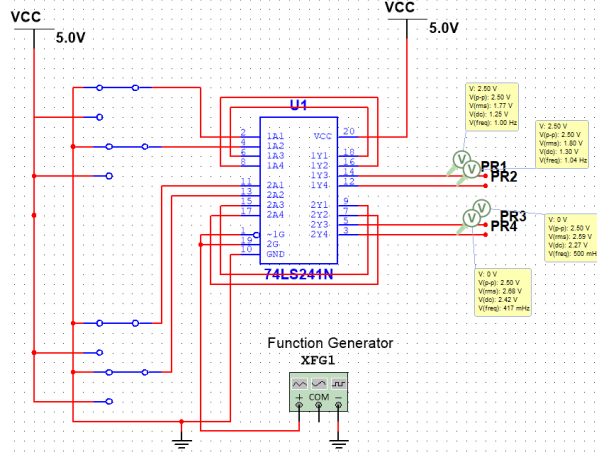 VCC
5.0V
VCC
5.0V
U1
2 1A1 VCC 20
4 1A2
6 1A3 1Y1 18
8 1A4 1Y2 16
1Y3 14
11 2A1 1Y4 12
13 2A2
15 2A3 2Y1 9
17 2A4 2Y2 7
2Y3 5
1 ~1G 2Y4 3
19 2G
10 GND
74LS241N
V: 2.50 V
V(p-p): 2.50 V
V(rms): 1.77 V
V(dc): 1.25 V
V(freq): 1.00 Hz
V: 2.50 V
V(p-p): 2.50 V
V(rms): 1.80 V
V(dc): 1.30 V
V(freq): 1.04 Hz
V
V
PR1
PR2
V
V
PR3
PR4
V: 0 V
V(p-p): 2.50 V
V(rms): 2.59 V
V(dc): 2.27 V
V(freq): 500 mH
V: 0 V
V(p-p): 2.50 V
V(rms): 2.68 V
V(dc): 2.42 V
V(freq): 417 mHz
Function Generator
XFG1
+ COM −